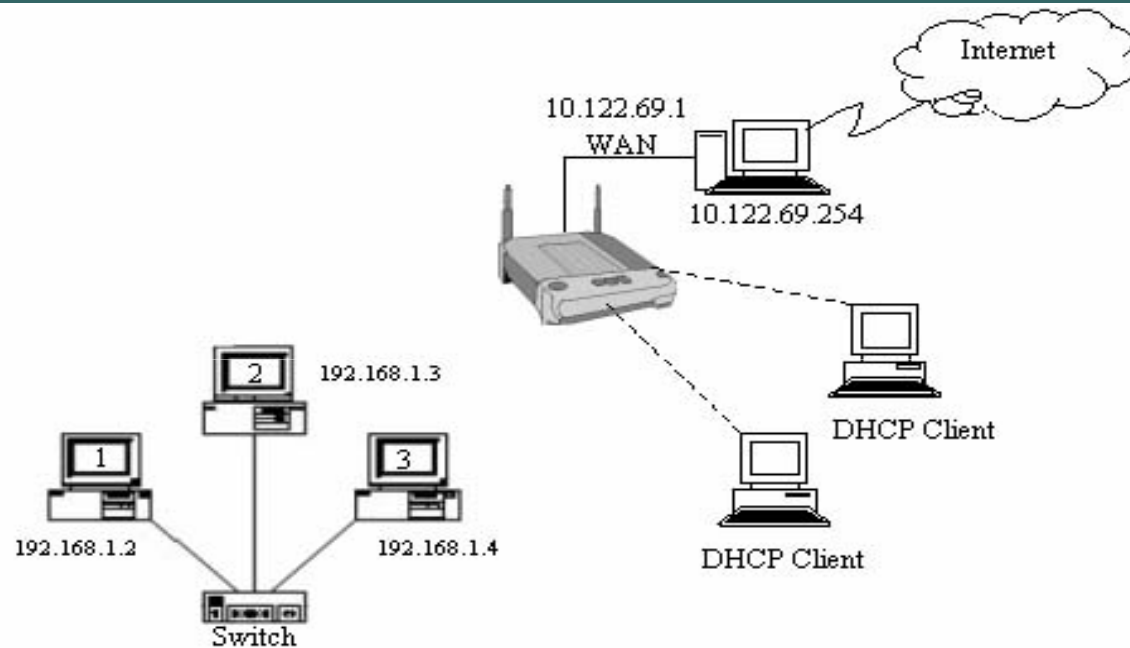 Internet
10.122.69.1
WAN
10.122.69.254
DHCP Client
DHCP Client
2
192.168.1.3
1
3
192.168.1.2
192.168.1.4
Switch